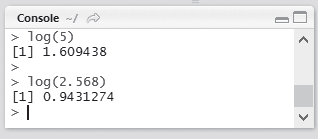 Console ~/
> log(5)
[1] 1.609438
>
> log(2.568)
[1] 0.9431274
>